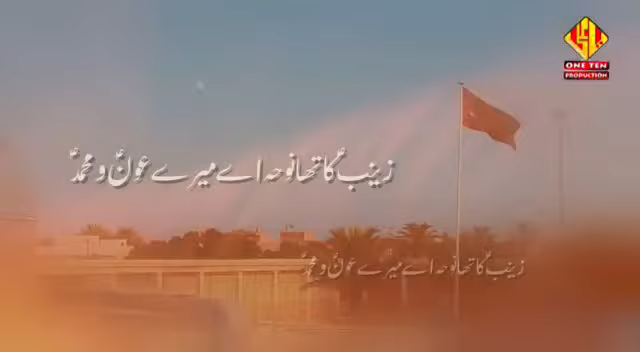 ONE TEN
PRODUCTION
زینبؑ کا تھا نوحہ اے میرے عونؑ و محمدؑ
زینبؑ کا تھا نوحہ اے میرے عونؑ و محمدؑ